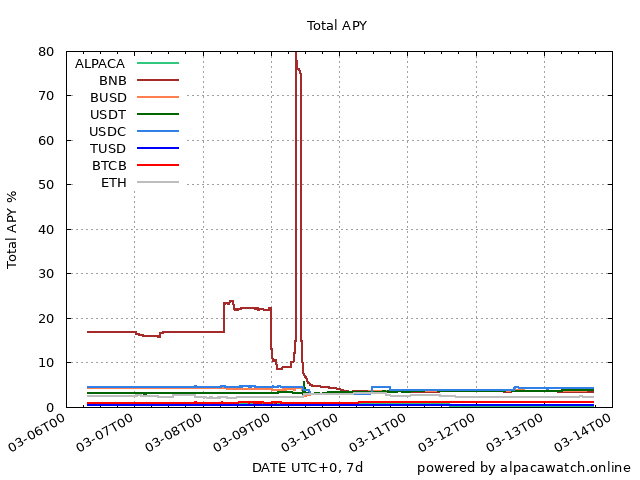 Total APY
Total APY %
80
70
60
50
40
30
20
10
0
ALPACA
BNB
BUSD
USDT
USDC
TUSD
BTCB
ETH
03-06T00
03-07T00
03-08T00
03-09T00
03-10T00
03-11T00
03-12T00
03-13T00
03-14T00
DATE UTC+0, 7d
powered by alpacawatch.online